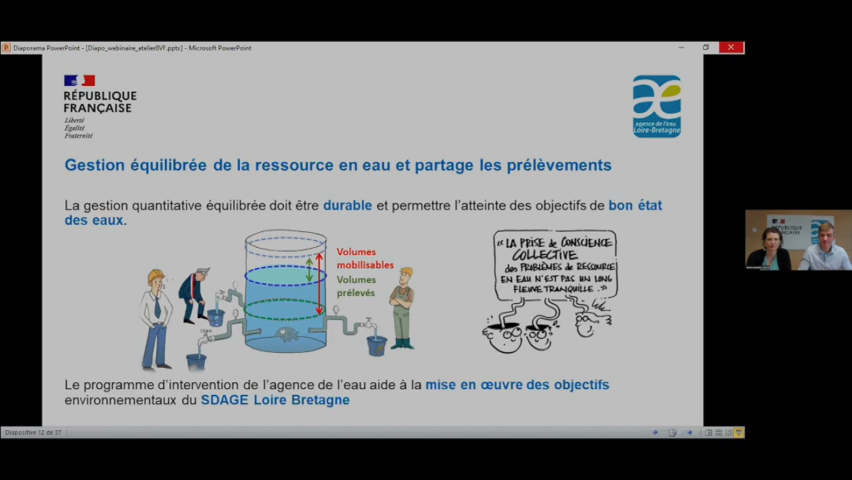 Diaporama PowerPoint - [Diapo_webinaire_atelierBVF.pptx] - Microsoft PowerPoint
RÉPUBLIQUE
FRANÇAISE
Liberté
Égalité
Fraternité
agence de l'eau
Loire-Bretagne
Gestion équilibrée de la ressource en eau et partage les prélèvements
La gestion quantitative équilibrée doit être durable et permettre l'atteinte des objectifs de bon état
des eaux.
Volumes
mobilisables
Volumes
prélevés
« LA PRISE de CONSCIENCE
COLLECTIVE
des PROBLÈMES de RESSOURCE
EN EAU N'EST PAS UN LONG
FLEUVE TRANQUILLE. »
Le programme d'intervention de l'agence de l'eau aide à la mise en œuvre des objectifs
environnementaux du SDAGE Loire Bretagne
Diapositive 12 de 37
RÉPUBLIQUE
FRANÇAISE